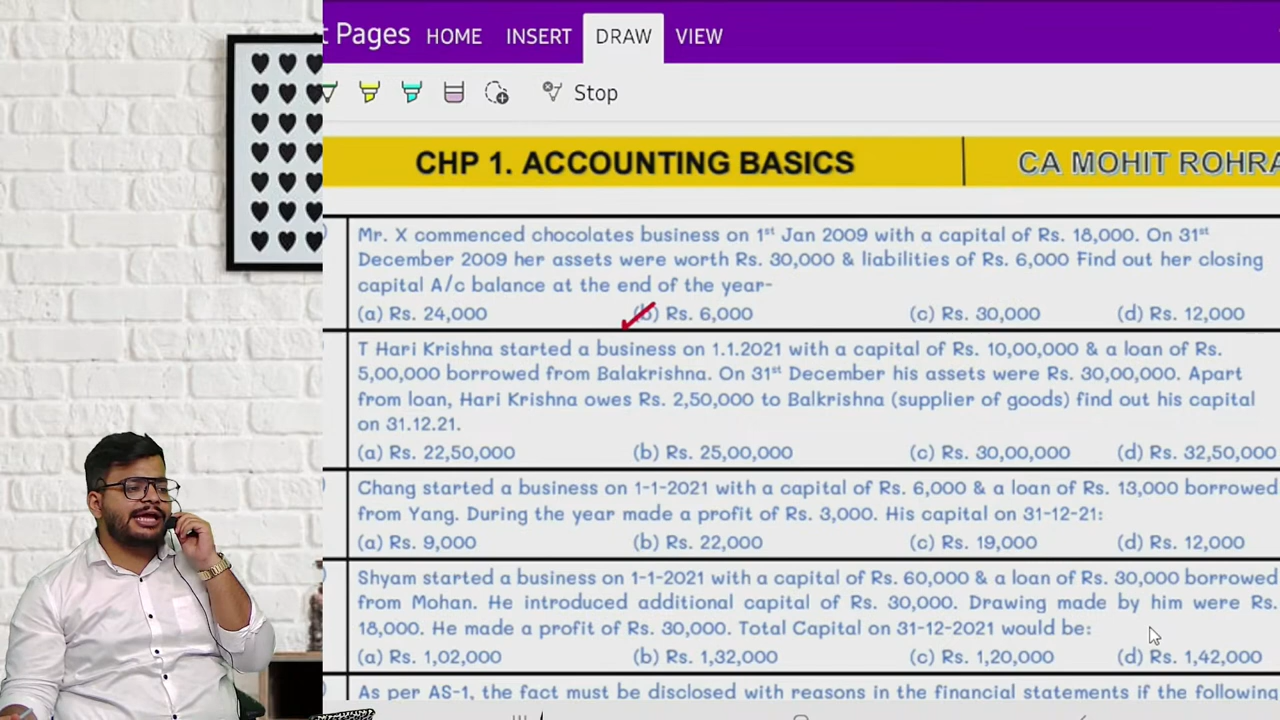 t Pages HOME INSERT DRAW VIEW
Stop
CHP 1. ACCOUNTING BASICS
CA MOHIT ROHRA
Mr. X commenced chocolates business on 1st Jan 2009 with a capital of Rs. 18,000. On 31st
December 2009 her assets were worth Rs. 30,000 & liabilities of Rs. 6,000 Find out her closing
capital A/c balance at the end of the year-
(a) Rs. 24,000 (b) Rs. 6,000 (c) Rs. 30,000 (d) Rs. 12,000
T Hari Krishna started a business on 1.1.2021 with a capital of Rs. 10,00,000 & a loan of Rs.
5,00,000 borrowed from Balakrishna. On 31st December his assets were Rs. 30,00,000. Apart
from loan, Hari Krishna owes Rs. 2,50,000 to Balkrishna (supplier of goods) find out his capital
on 31.12.21.
(a) Rs. 22,50,000 (b) Rs. 25,00,000 (c) Rs. 30,00,000 (d) Rs. 32,50,000
Chang started a business on 1-1-2021 with a capital of Rs. 6,000 & a loan of Rs. 13,000 borrowed
from Yang. During the year made a profit of Rs. 3,000. His capital on 31-12-21:
(a) Rs. 9,000 (b) Rs. 22,000 (c) Rs. 19,000 (d) Rs. 12,000
Shyam started a business on 1-1-2021 with a capital of Rs. 60,000 & a loan of Rs. 30,000 borrowed
from Mohan. He introduced additional capital of Rs. 30,000. Drawing made by him were Rs.
18,000. He made a profit of Rs. 30,000. Total Capital on 31-12-2021 would be:
(a) Rs. 1,02,000 (b) Rs. 1,32,000 (c) Rs. 1,20,000 (d) Rs. 1,42,000
As per AS-1, the fact must be disclosed with reasons in the financial statements if the following